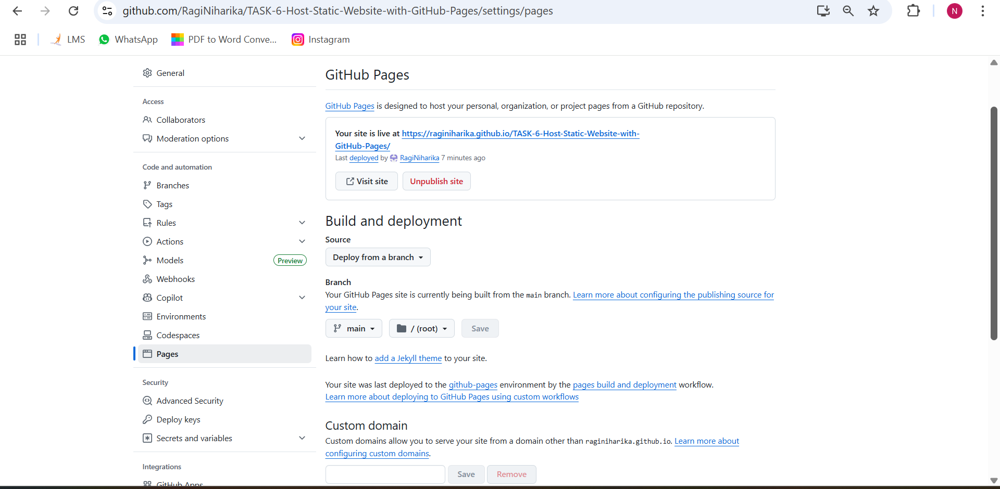 github.com/RagiNiharika/TASK-6-Host-Static-Website-with-GitHub-Pages/settings/pages
N
LMS
WhatsApp
PDF to Word Conve...
Instagram
General
Access
Collaborators
Moderation options
Code and automation
Branches
Tags
Rules
Actions
Models
Preview
Webhooks
Copilot
Environments
Codespaces
Pages
Security
Advanced Security
Deploy keys
Secrets and variables
Integrations
GitHub Apps
GitHub Pages
GitHub Pages is designed to host your personal, organization, or project pages from a GitHub repository.
Your site is live at https://raginiharika.github.io/TASK-6-Host-Static-Website-with-
GitHub-Pages/
Last deployed by RagiNiharika 7 minutes ago
Visit site
Unpublish site
Build and deployment
Source
Deploy from a branch
Branch
Your GitHub Pages site is currently being built from the main branch. Learn more about configuring the publishing source for
your site.
main
/ (root)
Save
Learn how to add a Jekyll theme to your site.
Your site was last deployed to the github-pages environment by the pages build and deployment workflow.
Learn more about deploying to GitHub Pages using custom workflows
Custom domain
Custom domains allow you to serve your site from a domain other than raginiharika.github.io. Learn more about
configuring custom domains.
Save
Remove